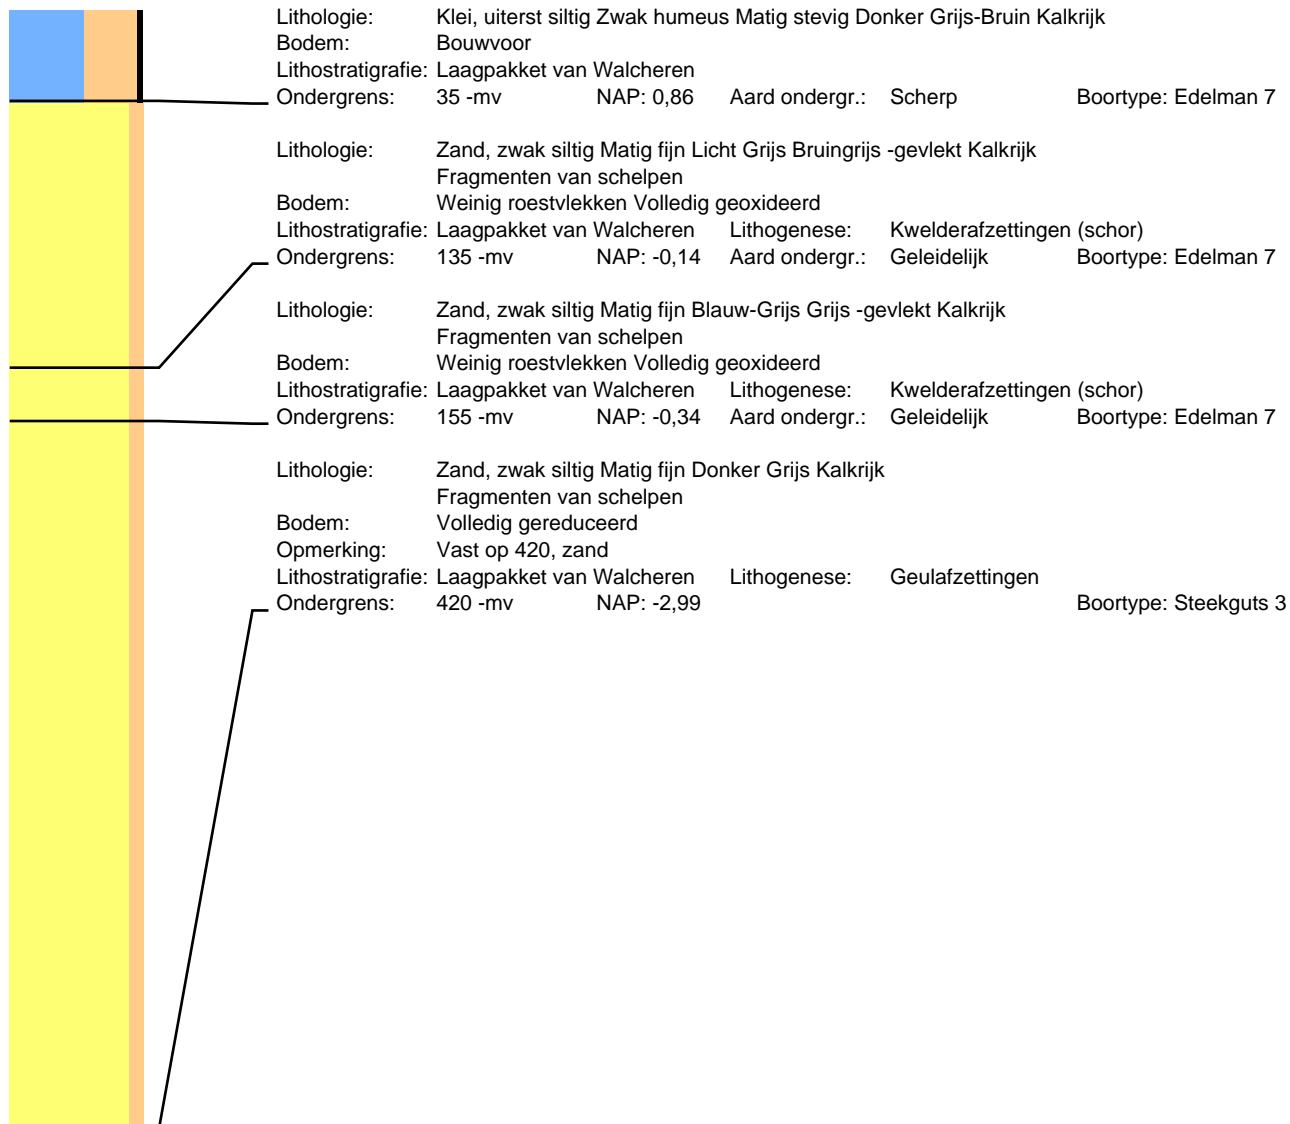 Lithologie: Klei, uiterst siltig Zwak humeus Matig stevig Donker Grijs-Bruin Kalkrijk
Bodem: Bouwvoor
Lithostratigrafie: Laagpakket van Walcheren
Ondergrens: 35 -mv NAP: 0,86 Aard ondergr.: Scherp Boortype: Edelman 7
Lithologie: Zand, zwak siltig Matig fijn Licht Grijs Bruingrijs -gevlekt Kalkrijk
Fragmenten van schelpen
Bodem: Weinig roestvlekken Volledig geoxideerd
Lithostratigrafie: Laagpakket van Walcheren Lithogenese: Kwelderafzettingen (schor)
Ondergrens: 135 -mv NAP: -0,14 Aard ondergr.: Geleidelijk Boortype: Edelman 7
Lithologie: Zand, zwak siltig Matig fijn Blauw-Grijs Grijs -gevlekt Kalkrijk
Fragmenten van schelpen
Bodem: Weinig roestvlekken Volledig geoxideerd
Lithostratigrafie: Laagpakket van Walcheren Lithogenese: Kwelderafzettingen (schor)
Ondergrens: 155 -mv NAP: -0,34 Aard ondergr.: Geleidelijk Boortype: Edelman 7
Lithologie: Zand, zwak siltig Matig fijn Donker Grijs Kalkrijk
Fragmenten van schelpen
Bodem: Volledig gereduceerd
Opmerking: Vast op 420, zand
Lithostratigrafie: Laagpakket van Walcheren Lithogenese: Geulafzettingen
Ondergrens: 420 -mv NAP: -2,99 Boortype: Steekguts 3